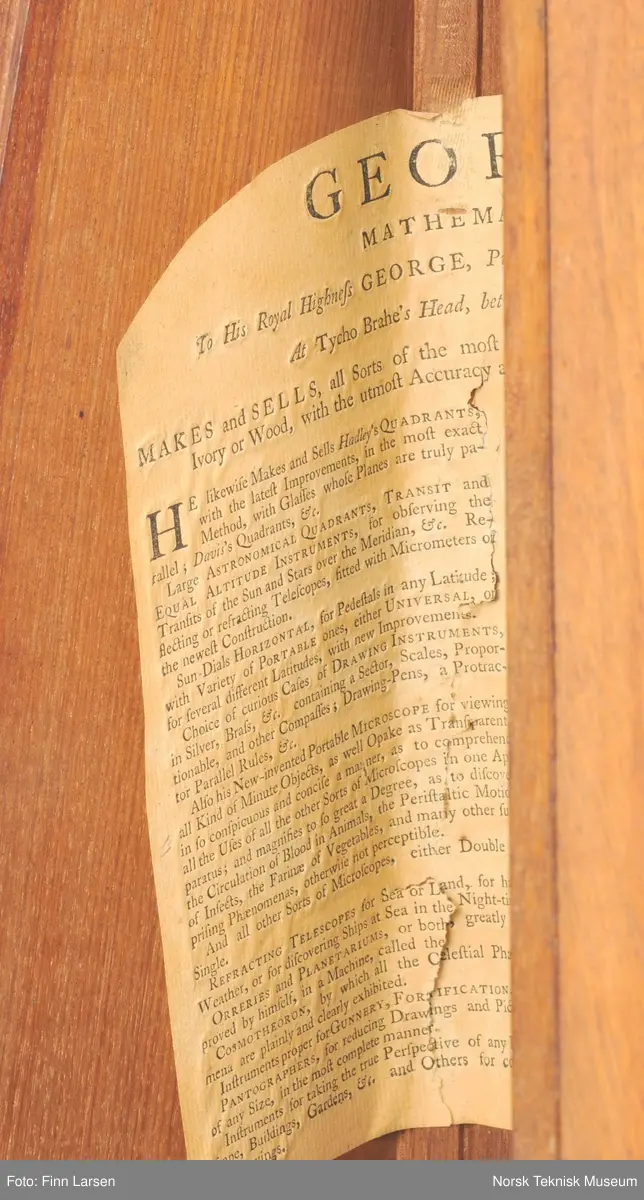 GEOR
MATHEMA
To His Royal Highneſs GEORGE, P
At Tycho Brahe's Head, bet
MAKES and SELLS, all Sorts of the moſt
Ivory or Wood, with the utmoſt Accuracy a
HE likewiſe Makes and Sells Hadley's QUADRANTS,
with the lateſt Improvements, in the moſt exact
Method, with Glaſſes whoſe Planes are truly pa-
rallel; Davis's Quadrants, &c.
Large ASTRONOMICAL QUADRANTS, TRANSIT and
EQUAL ALTITUDE INSTRUMENTS, for obſerving the
Tranſits of the Sun and Stars over the Meridian, &c. Re-
flecting or refracting Teleſcopes, fitted with Micrometers of
the neweſt Conſtruction.
Sun-Dials HORIZONTAL, for Pedeſtals in any Latitude;
with Variety of PORTABLE ones, either UNIVERSAL, or
for ſeveral different Latitudes, with new Improvements.
Choice of curious Caſes of DRAWING INSTRUMENTS,
in Silver, Braſs, &c. containing a Sector, Scales, Propor-
tionable, and other Compaſſes; Drawing-Pens, a Protrac-
tor Parallel Rules, &c.
Alſo his New-invented Portable MICROSCOPE for viewing
all Kind of Minute Objects, as well Opake as Tranſparent
in ſo conſpicuous and conciſe a manner, as to comprehen
all the Uſes of all the other Sorts of Microſcopes in one Ap
paratus; and magnifies to ſo great a Degree, as to diſcove
the Circulation of Blood in Animals, the Periſtaltic Motio
of Inſects, the Farinæ of Vegetables, and many other ſu
priſing Phænomenas, otherwiſe not perceptible.
And all other Sorts of Microſcopes, either Double
Single.
REFRACTING TELESCOPES for Sea or Land, for h
Weather, or for diſcovering Ships at Sea in the Night-ti
ORRERIES and PLANETARIUMS, or both, greatly
proved by himſelf, in a Machine, called the
COSMOTHEORON, by which all the Celeſtial Phæ
mena are plainly and clearly exhibited.
Inſtruments proper for GUNNERY, FORTIFICATION
PANTOGRAPHERS, for reducing Drawings and Pic
of any Size, in the moſt complete manner.
Inſtruments for taking the true Perſpective of any
Buildings, Gardens, &c. and Others for co
wings.
Foto: Finn Larsen
Norsk Teknisk Museum